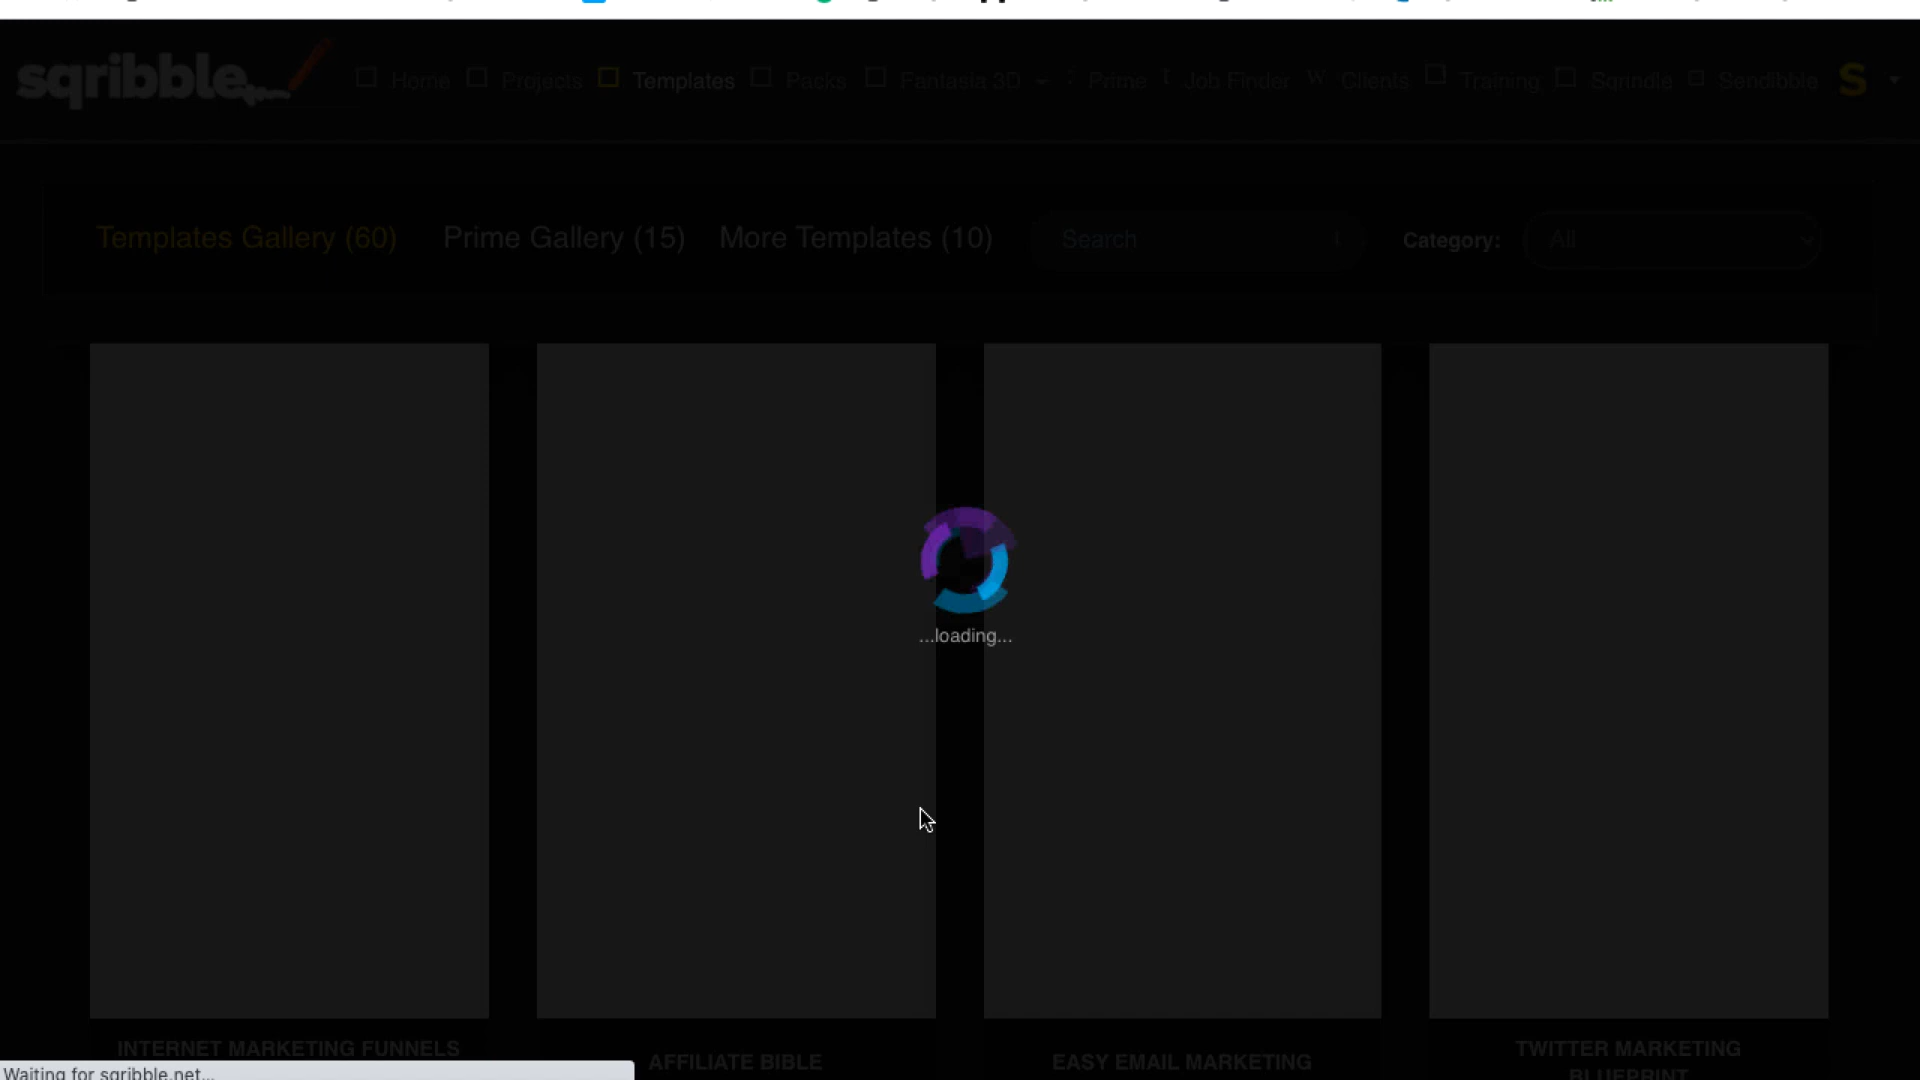 sqribble
Home Projects Templates Packs Fantasia 3D Prime Job Finder Clients Training Sqrindle Sendibble S
Templates Gallery (60) Prime Gallery (15) More Templates (10) Search Category: All
...loading...
INTERNET MARKETING FUNNELS AFFILIATE BIBLE EASY EMAIL MARKETING TWITTER MARKETING
BLUEPRINT
Waiting for sqribble.net...